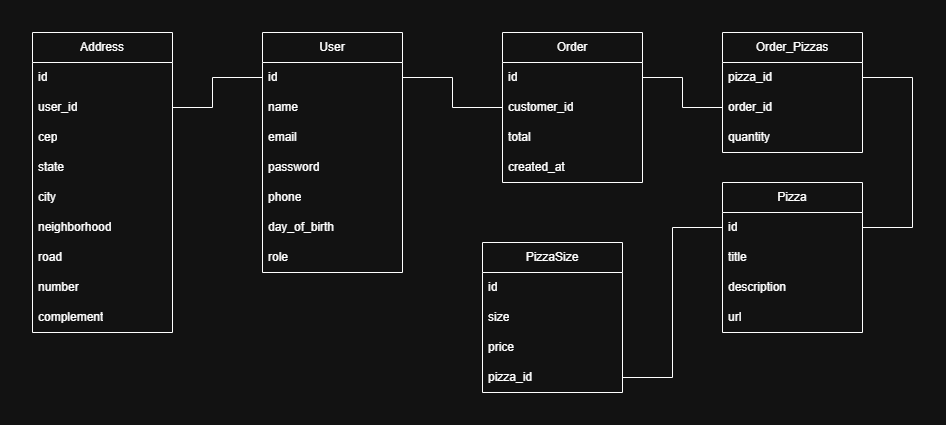 Address
id
user_id
cep
state
city
neighborhood
road
number
complement
User
id
name
email
password
phone
day_of_birth
role
Order
id
customer_id
total
created_at
Order_Pizzas
pizza_id
order_id
quantity
PizzaSize
id
size
price
pizza_id
Pizza
id
title
description
url